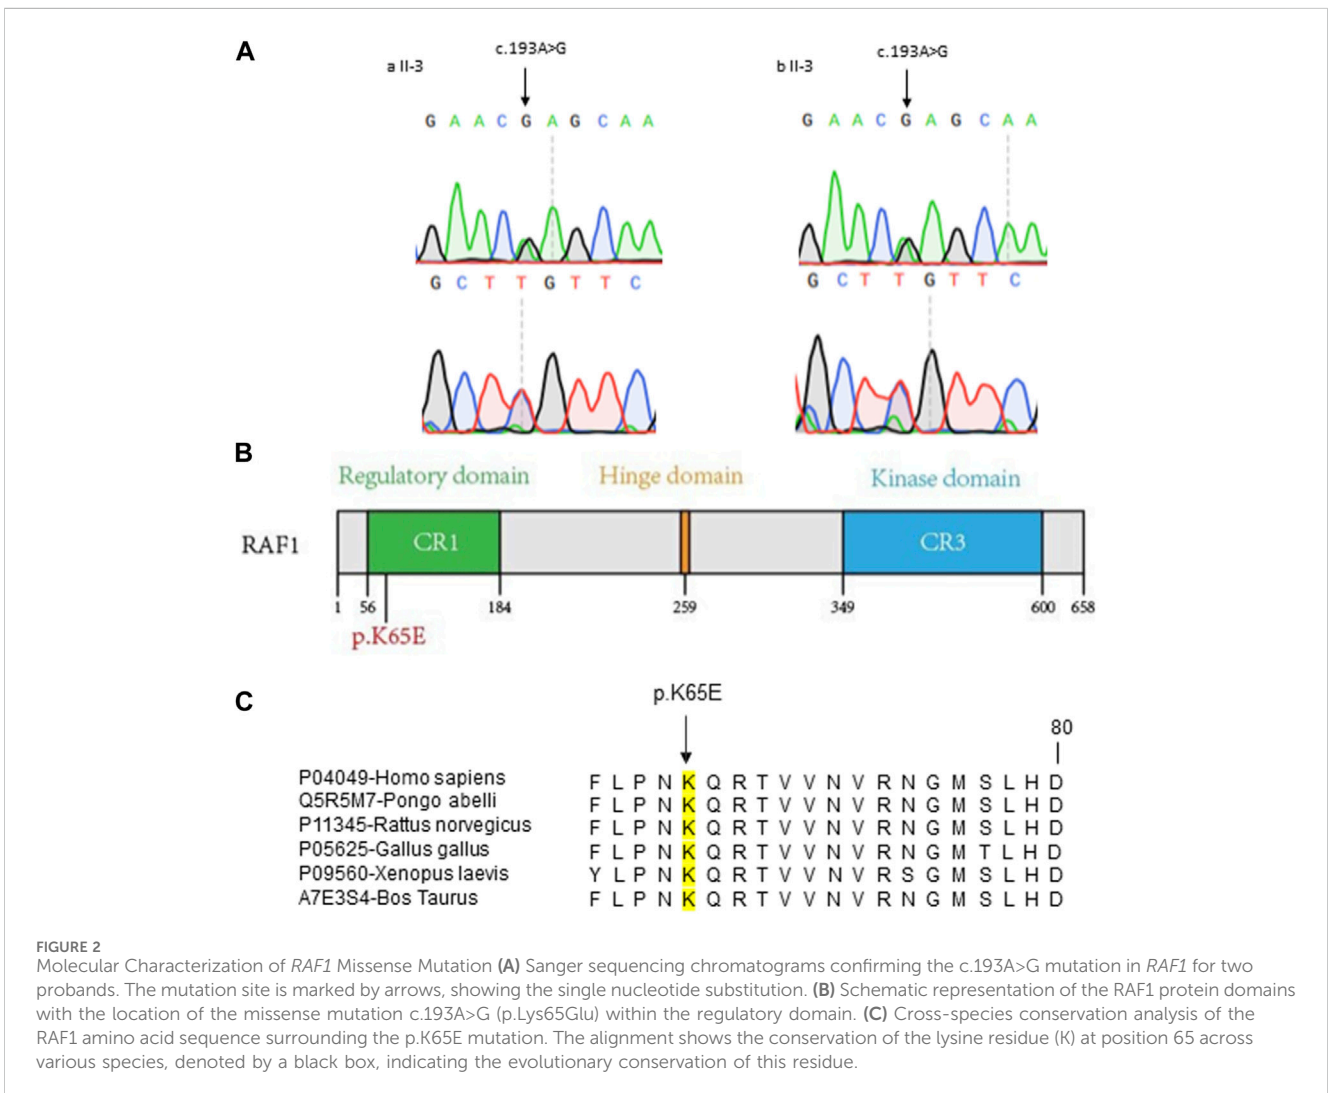 A
c.193A>G
a II-3
G A A C G A G C A A
G C T T T G T T C
c.193A>G
b II-3
G A A C G A G C A A
G C T T T G T T C
B
Regulatory domain
Hinge domain
Kinase domain
RAF1
CR1
CR3
1 56 184 259 349 600 658
p.K65E
C
p.K65E
80
P04049-Homo sapiens F L P N K Q R T V V N V R N G M S L H D
Q5R5M7-Pongo abelli F L P N K Q R T V V N V R N G M S L H D
P11345-Rattus norvegicus F L P N K Q R T V V N V R N G M S L H D
P05625-Gallus gallus F L P N K Q R T V V N V R N G M T L H D
P09560-Xenopus laevis Y L P N K Q R T V V N V R S G M S L H D
A7E3S4-Bos Taurus F L P N K Q R T V V N V R N G M S L H D
FIGURE 2
Molecular Characterization of RAF1 Missense Mutation (A) Sanger sequencing chromatograms confirming the c.193A>G mutation in RAF1 for two
probands. The mutation site is marked by arrows, showing the single nucleotide substitution. (B) Schematic representation of the RAF1 protein domains
with the location of the missense mutation c.193A>G (p.Lys65Glu) within the regulatory domain. (C) Cross-species conservation analysis of the
RAF1 amino acid sequence surrounding the p.K65E mutation. The alignment shows the conservation of the lysine residue (K) at position 65 across
various species, denoted by a black box, indicating the evolutionary conservation of this residue.